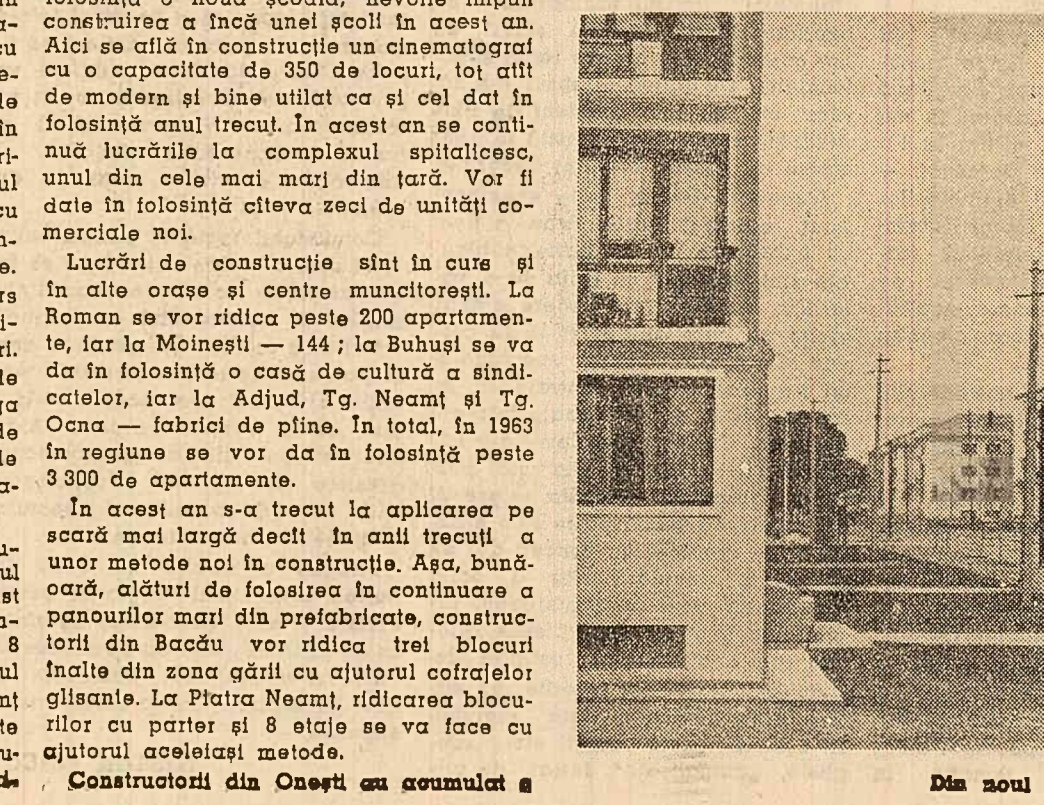 folosință o nouă școală, nevoile impun
construirea a încă unei școli în acest an.
Aici se află în construcție un cinematograf
cu o capacitate de 350 de locuri, tot atît
de modern și bine utilat ca și cel dat în
folosință anul trecut. În acest an se conti-
nuă lucrările la complexul spitalicesc,
unul din cele mai mari din țară. Vor fi
date în folosință cîteva zeci de unități co-
merciale noi.
Lucrări de construcție sînt în curs și
în alte orașe și centre muncitorești. La
Roman se vor ridica peste 200 apartamen-
te, iar la Moinești — 144 ; la Buhuși se va
da în folosință o casă de cultură a sindi-
catelor, iar la Adjud, Tg. Neamț și Tg.
Ocna — fabrici de pîine. În total, în 1963
în regiune se vor da în folosință peste
3 300 de apartamente.
În acest an s-a trecut la aplicarea pe
scară mai largă decît în anii trecuți a
unor metode noi în construcție. Așa, bună-
oară, alături de folosirea în continuare a
panourilor mari din prefabricate, construc-
torii din Bacău vor ridica trei blocuri
înalte din zona gării cu ajutorul cofrajelor
glisante. La Piatra Neamț, ridicarea blocu-
rilor cu parter și 8 etaje se va face cu
ajutorul aceleiași metode.
Constructorii din Onești au acumulat
Din noul